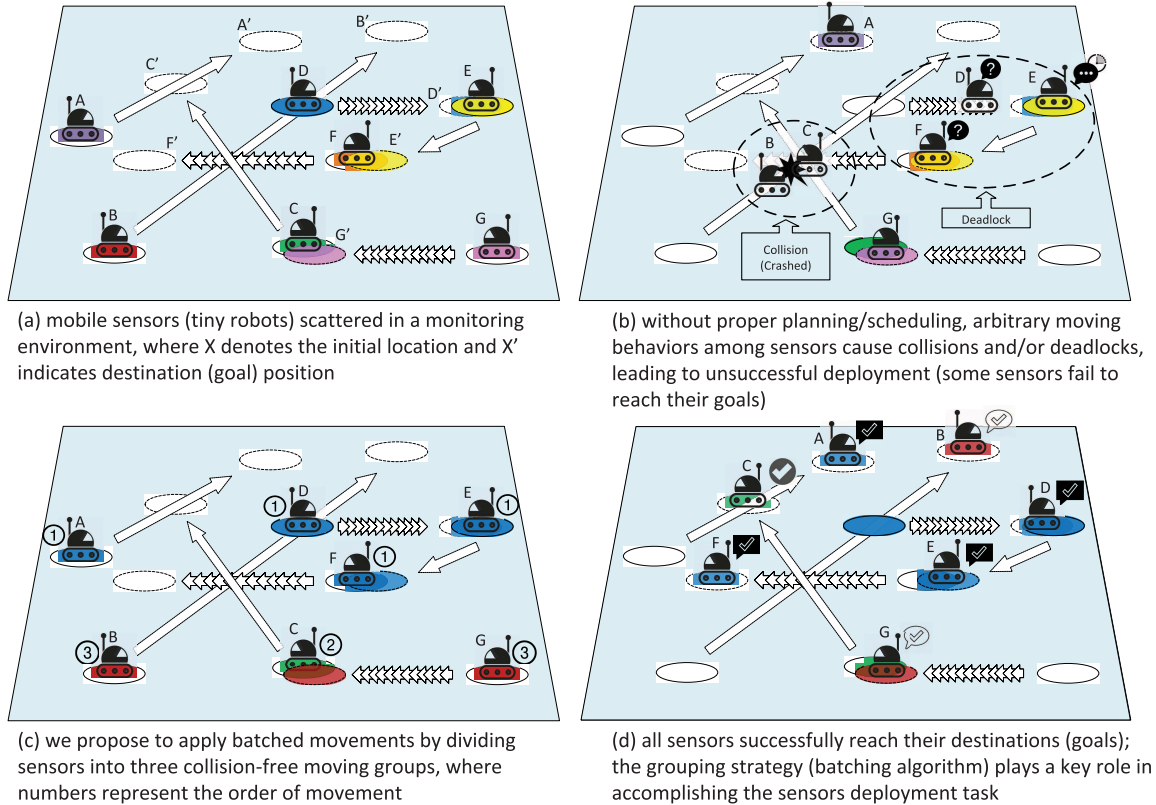 A’
B’
C’
D
E
A
D’
F
E’
F’
B
C
G’
G
(a) mobile sensors (tiny robots) scattered in a monitoring
environment, where X denotes the initial location and X’
indicates destination (goal) position
A
D
?
E
F
?
C
B
Deadlock
G
Collision
(Crashed)
(b) without proper planning/scheduling, arbitrary moving
behaviors among sensors cause collisions and/or deadlocks,
leading to unsuccessful deployment (some sensors fail to
reach their goals)
D
1
E
1
A
1
F
1
B
3
C
2
G
3
(c) we propose to apply batched movements by dividing
sensors into three collision-free moving groups, where
numbers represent the order of movement
A
B
C
D
F
E
G
(d) all sensors successfully reach their destinations (goals);
the grouping strategy (batching algorithm) plays a key role in
accomplishing the sensors deployment task